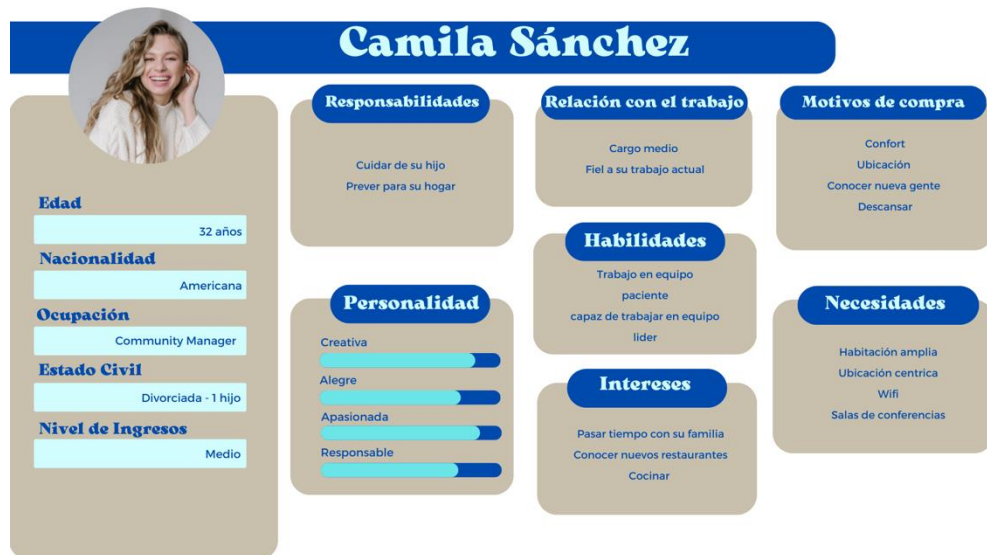 Camila Sánchez
Edad
32 años
Nacionalidad
Americana
Ocupación
Community Manager
Estado Civil
Divorciada - 1 hijo
Nivel de Ingresos
Medio
Responsabilidades
Cuidar de su hijo
Prever para su hogar
Personalidad
Creativa
Alegre
Apasionada
Responsable
Relación con el trabajo
Cargo medio
Fiel a su trabajo actual
Habilidades
Trabajo en equipo
paciente
capaz de trabajar en equipo
lider
Intereses
Pasar tiempo con su familia
Conocer nuevos restaurantes
Cocinar
Motivos de compra
Confort
Ubicación
Conocer nueva gente
Descansar
Necesidades
Habitación amplia
Ubicación centrica
Wifi
Salas de conferencias